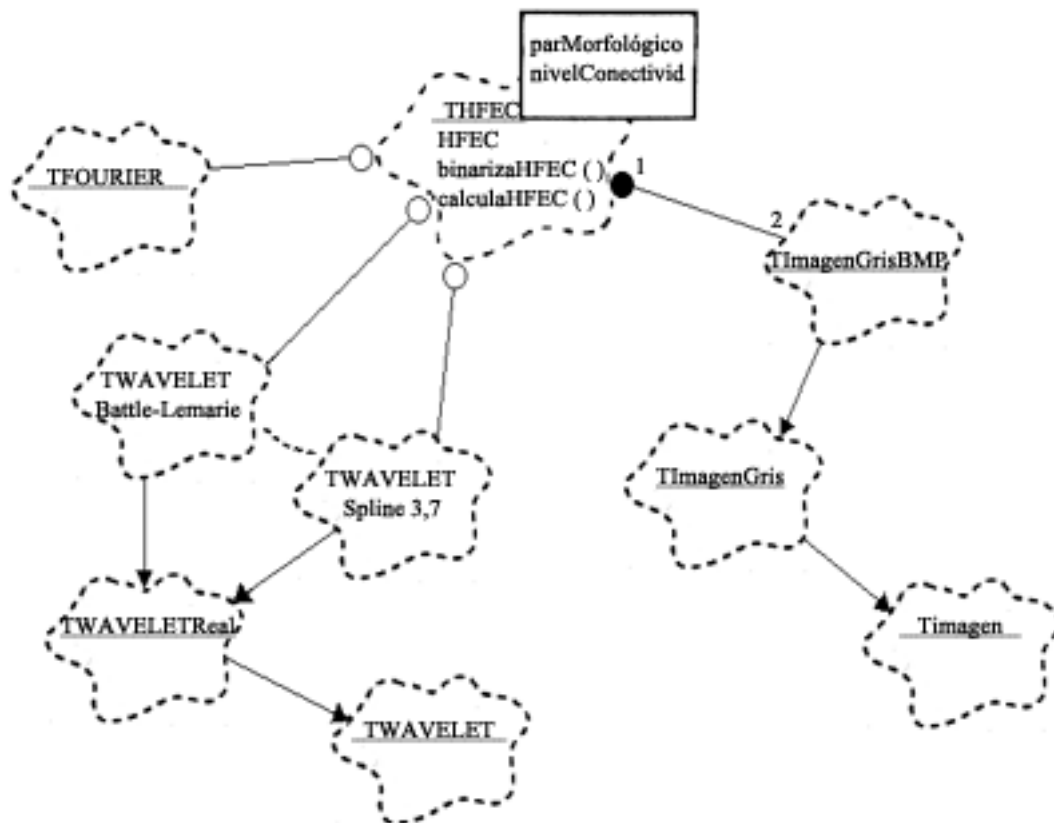 parMorfológico
nivelConectivid
THFEC
HFEC
binarizaHFEC ( )
calculaHFEC ( )
1
TFOURIER
2
TImagenGrisBMP
TWAVELET
Battle-Lemarie
TWAVELET
Spline 3,7
TImagenGris
TWAVELETReal
Timagen
TWAVELET